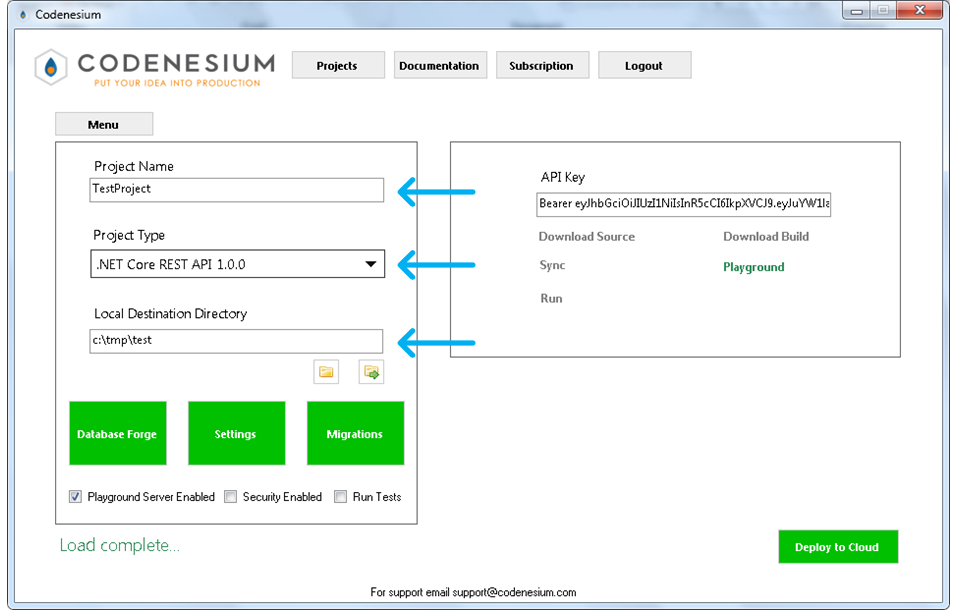 Codenesium
CODENESIUM
PUT YOUR IDEA INTO PRODUCTION
Projects
Documentation
Subscription
Logout
Menu
Project Name
TestProject
Project Type
.NET Core REST API 1.0.0
Local Destination Directory
c:\tmp\test
Database Forge
Settings
Migrations
Playground Server Enabled
Security Enabled
Run Tests
Load complete...
API Key
Bearer eyJhbGciOiJIUzI1NiIsInR5cCI6IkpXVCJ9.eyJuYW1la
Download Source
Download Build
Sync
Playground
Run
Deploy to Cloud
For support email support@codenesium.com